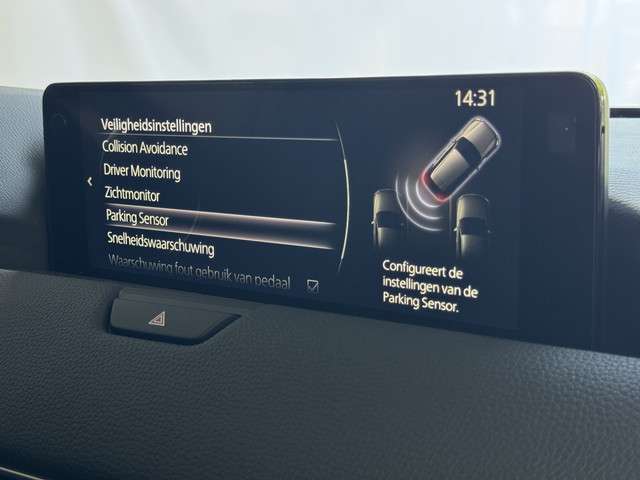 14:31
Veiligheidsinstellingen
Collision Avoidance
Driver Monitoring
Zichtmonitor
Parking Sensor
Snelheidswaarschuwing
Waarschuwing fout gebruik van pedaal
Configureert de
instellingen van de
Parking Sensor.